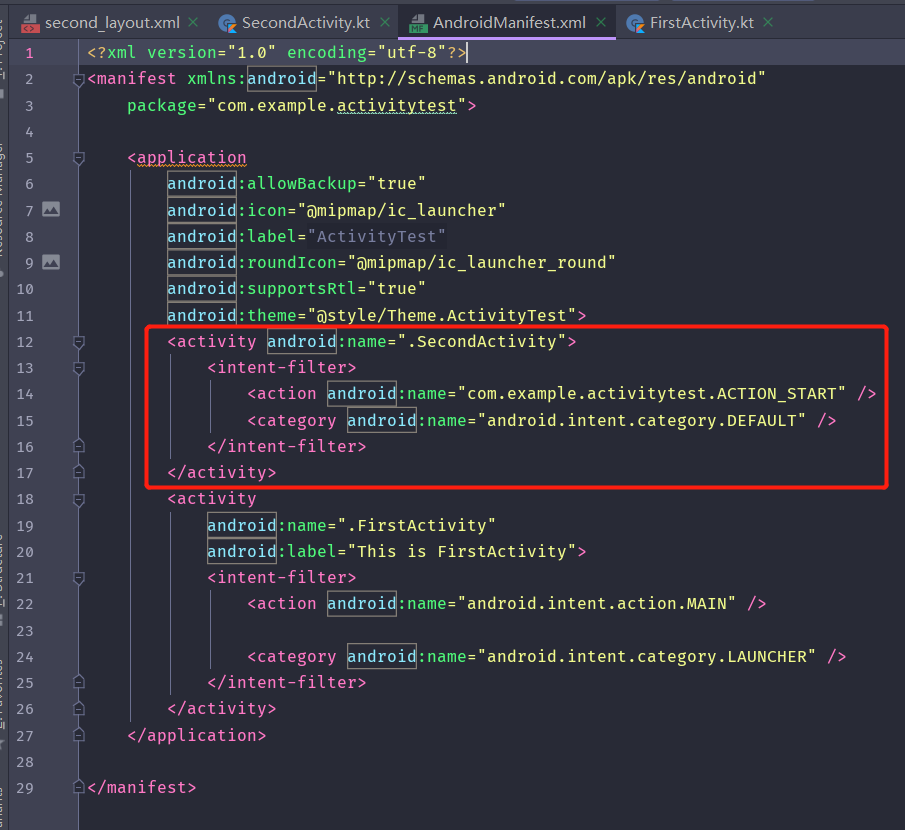 second_layout.xml SecondActivity.kt AndroidManifest.xml FirstActivity.kt
1 <?xml version="1.0" encoding="utf-8"?>
2 <manifest xmlns:android="http://schemas.android.com/apk/res/android"
3 package="com.example.activitytest">
4
5 <application
6 android:allowBackup="true"
7 android:icon="@mipmap/ic_launcher"
8 android:label="ActivityTest"
9 android:roundIcon="@mipmap/ic_launcher_round"
10 android:supportsRtl="true"
11 android:theme="@style/Theme.ActivityTest">
12 <activity android:name=".SecondActivity">
13 <intent-filter>
14 <action android:name="com.example.activitytest.ACTION_START" />
15 <category android:name="android.intent.category.DEFAULT" />
16 </intent-filter>
17 </activity>
18 <activity
19 android:name=".FirstActivity"
20 android:label="This is FirstActivity">
21 <intent-filter>
22 <action android:name="android.intent.action.MAIN" />
23
24 <category android:name="android.intent.category.LAUNCHER" />
25 </intent-filter>
26 </activity>
27 </application>
28
29 </manifest>